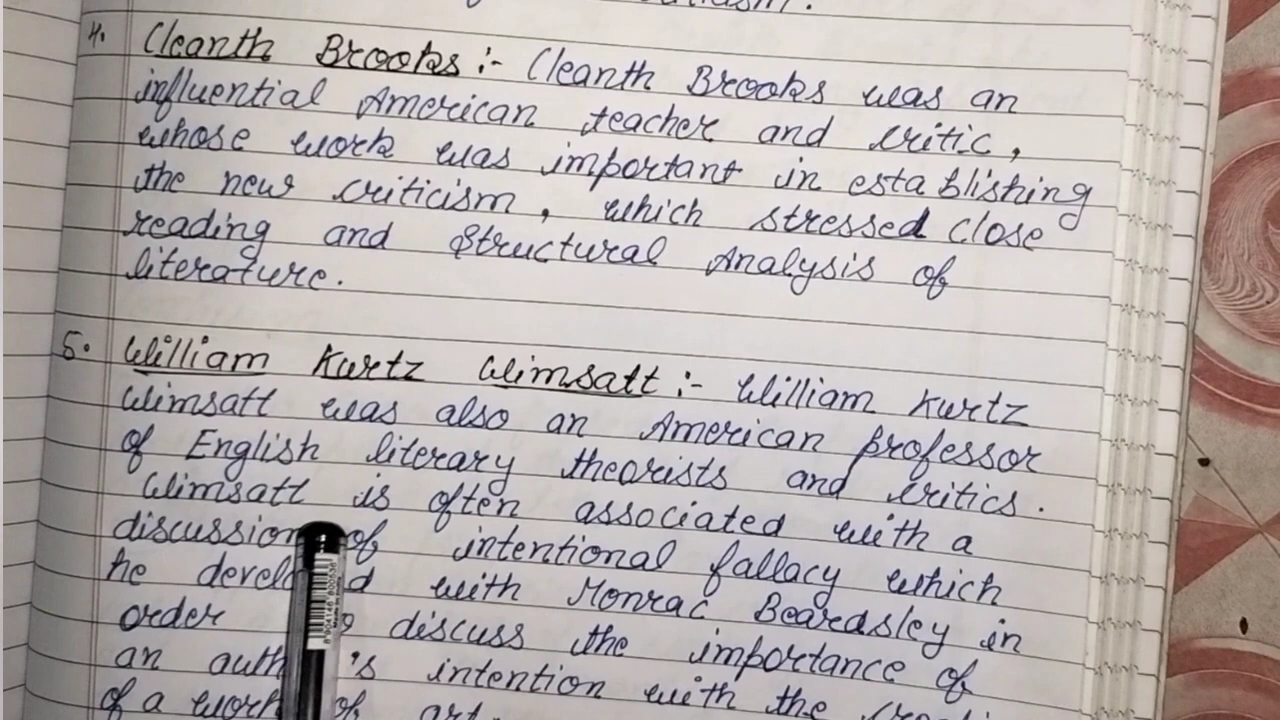 4. Cleanth Brooks :- Cleanth Brooks was an
influential American teacher and critic,
whose work was important in establishing
the new criticism, which stressed close
reading and Structural Analysis of
literature.
5. William Kurtz Wimsatt :- William Kurtz
Wimsatt was also an American professor
of English literary theorists and critics.
Wimsatt is often associated with a
discussion of intentional fallacy which
he with Monrac Beardsley in
order discuss the importance of
an 's intention with the
of a work of art.